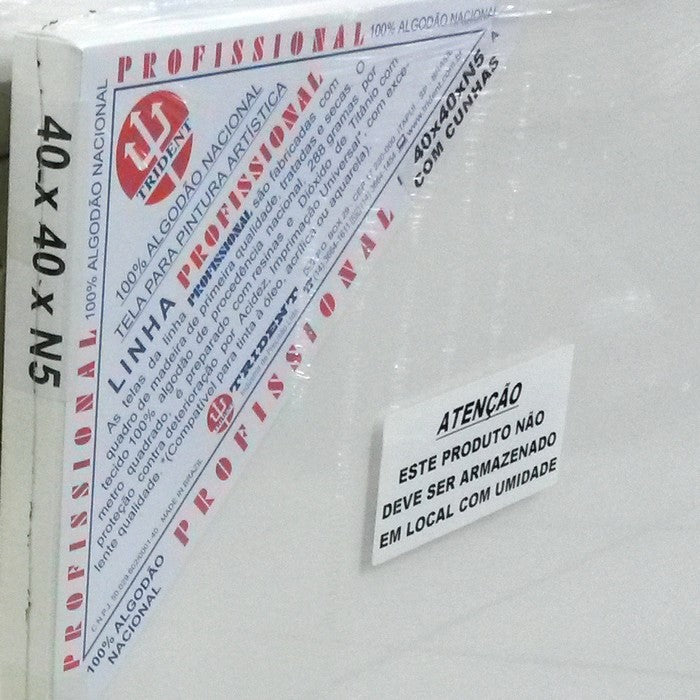 PROFISSIONAL
100% ALGODÃO NACIONAL
40 x 40 x N5
100% ALGODÃO NACIONAL
PROFISSIONAL
TRIDENT
100% ALGODÃO NACIONAL
TELA PARA PINTURA ARTÍSTICA
LINHA PROFISSIONAL
As telas da linha PROFISSIONAL são fabricadas com
quadro de madeira de primeira qualidade, tratadas e secas. O
tecido 100% algodão de procedência nacional, 288 gramas por
metro quadrado, é preparado com resinas e Dióxido de Titânio com
proteção contra deterioração por Acidez. Imprimação Universal, com exce-
lente qualidade "(Compatível para tinta à óleo, acrílica ou aquarela).
TRIDENT
MADE IN BRAZIL
PROFISSIONAL
100% ALGODÃO
NACIONAL
40x40xN5
COM CUNHAS
ATENÇÃO
ESTE PRODUTO NÃO
DEVE SER ARMAZENADO
EM LOCAL COM UMIDADE